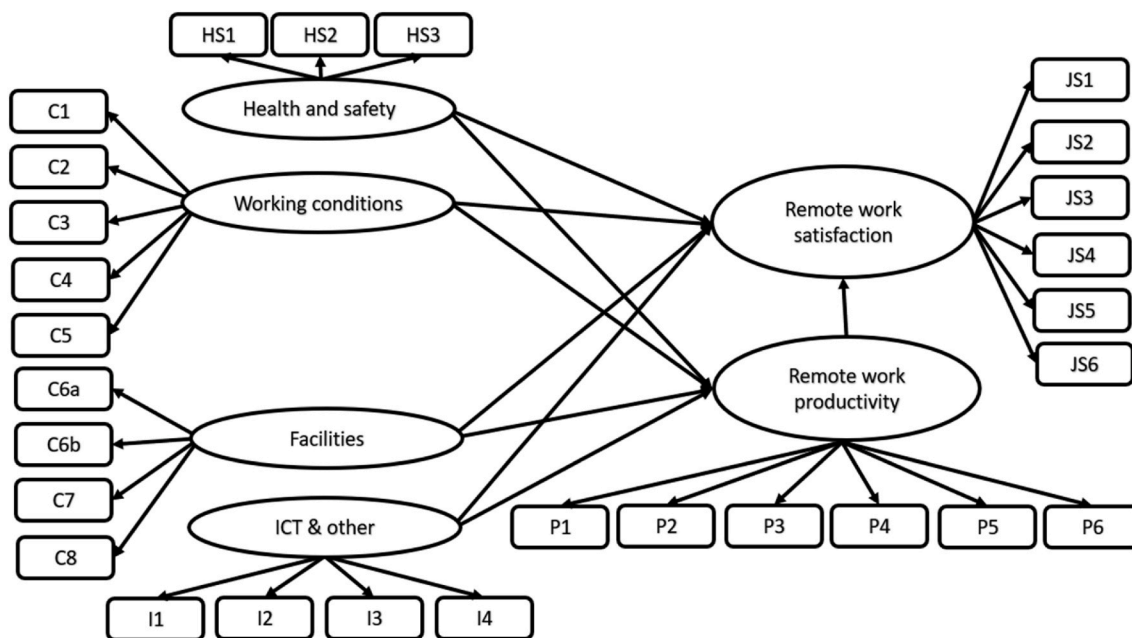 HS1
HS2
HS3
Health and safety
C1
C2
C3
C4
C5
Working conditions
C6a
C6b
C7
C8
Facilities
ICT & other
I1
I2
I3
I4
Remote work
satisfaction
JS1
JS2
JS3
JS4
JS5
JS6
Remote work
productivity
P1
P2
P3
P4
P5
P6